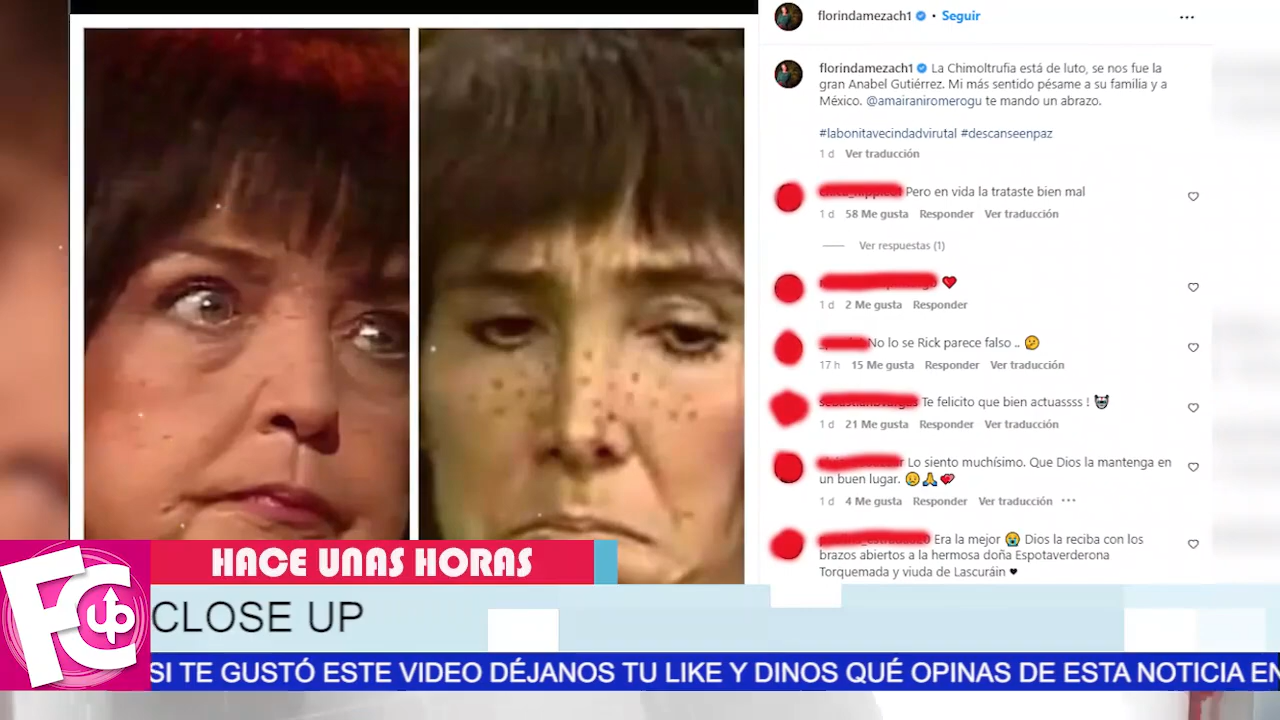 florindamezach1 • Seguir
florindamezach1 La Chimoltrufia está de luto, se nos fue la
gran Anabel Gutiérrez. Mi más sentido pésame a su familia y a
México. @amairaniromerogu te mando un abrazo.
#labonitavecindadvirutal #descanseenpaz
1 d Ver traducción
Pero en vida la trataste bien mal
1 d 58 Me gusta Responder Ver traducción
Ver respuestas (1)
❤️
1 d 2 Me gusta Responder
No lo se Rick parece falso .. 🤔
17 h 15 Me gusta Responder Ver traducción
Te felicito que bien actuassss !
1 d 21 Me gusta Responder Ver traducción
Lo siento muchísimo. Que Dios la mantenga en
un buen lugar. 😔🙏💕
1 d 4 Me gusta Responder Ver traducción •••
Era la mejor 😭 Dios la reciba con los
brazos abiertos a la hermosa doña Espotaverderona
Torquemada y viuda de Lascuráin ♥
HACE UNAS HORAS
FC up
CLOSE UP
SI TE GUSTÓ ESTE VIDEO DÉJANOS TU LIKE Y DINOS QUÉ OPINAS DE ESTA NOTICIA EN